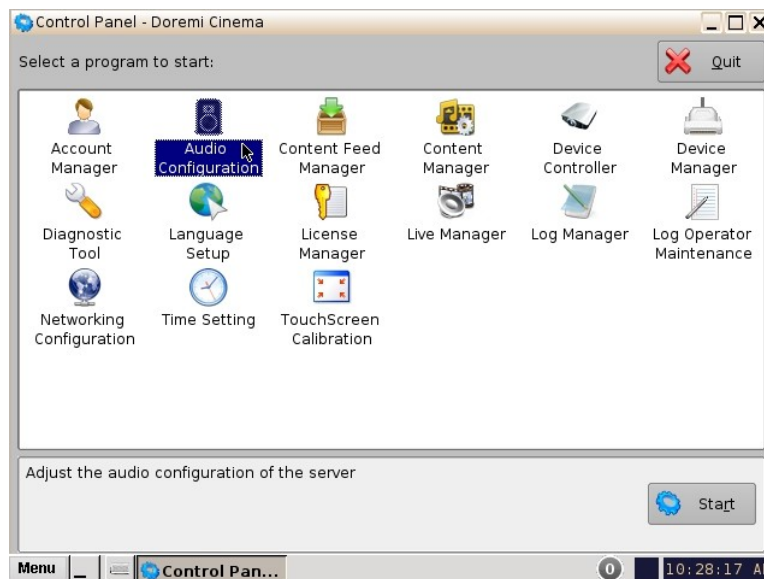 Control Panel - Doremi Cinema
Select a program to start:
Quit
Account Manager
Audio Configuration
Content Feed Manager
Content Manager
Device Controller
Device Manager
Diagnostic Tool
Language Setup
License Manager
Live Manager
Log Manager
Log Operator Maintenance
Networking Configuration
Time Setting
TouchScreen Calibration
Adjust the audio configuration of the server
Start
Menu
Control Pan...
0
10:28:17 A